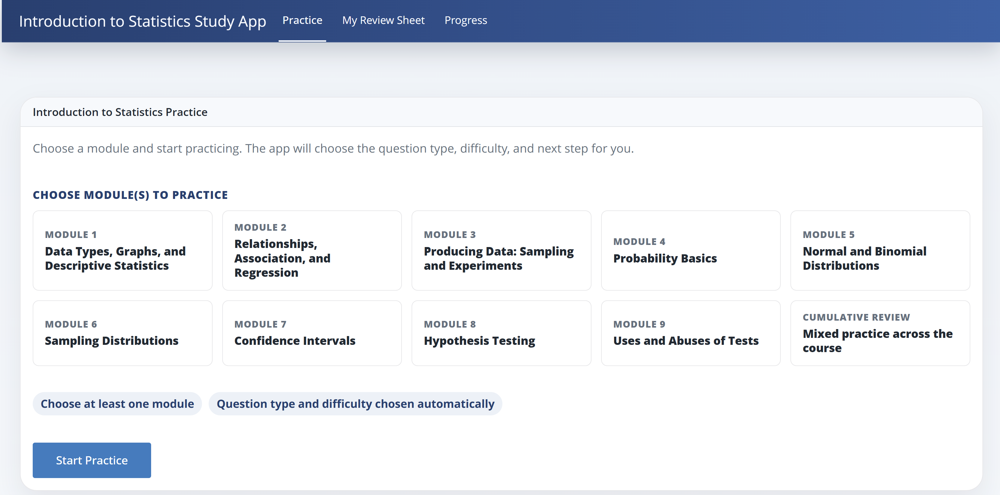 Introduction to Statistics Study App
Practice
My Review Sheet
Progress
Introduction to Statistics Practice
Choose a module and start practicing. The app will choose the question type, difficulty, and next step for you.
CHOOSE MODULE(S) TO PRACTICE
MODULE 1
Data Types, Graphs, and
Descriptive Statistics
MODULE 2
Relationships,
Association, and
Regression
MODULE 3
Producing Data: Sampling
and Experiments
MODULE 4
Probability Basics
MODULE 5
Normal and Binomial
Distributions
MODULE 6
Sampling Distributions
MODULE 7
Confidence Intervals
MODULE 8
Hypothesis Testing
MODULE 9
Uses and Abuses of Tests
CUMULATIVE REVIEW
Mixed practice across the
course
Choose at least one module
Question type and difficulty chosen automatically
Start Practice